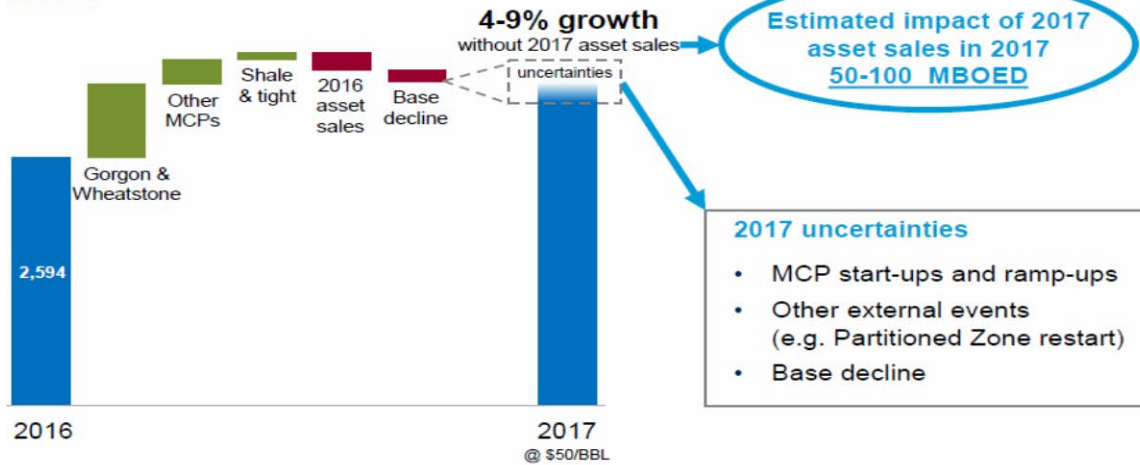 4-9% growth
without 2017 asset sales
Estimated impact of 2017
asset sales in 2017
50-100 MBOED
uncertainties
Shale
& tight
Other
MCPs
2016
asset
sales
Base
decline
Gorgon &
Wheatstone
2,594
2017 uncertainties
• MCP start-ups and ramp-ups
• Other external events
(e.g. Partitioned Zone restart)
• Base decline
2016
2017
@ $50/BBL